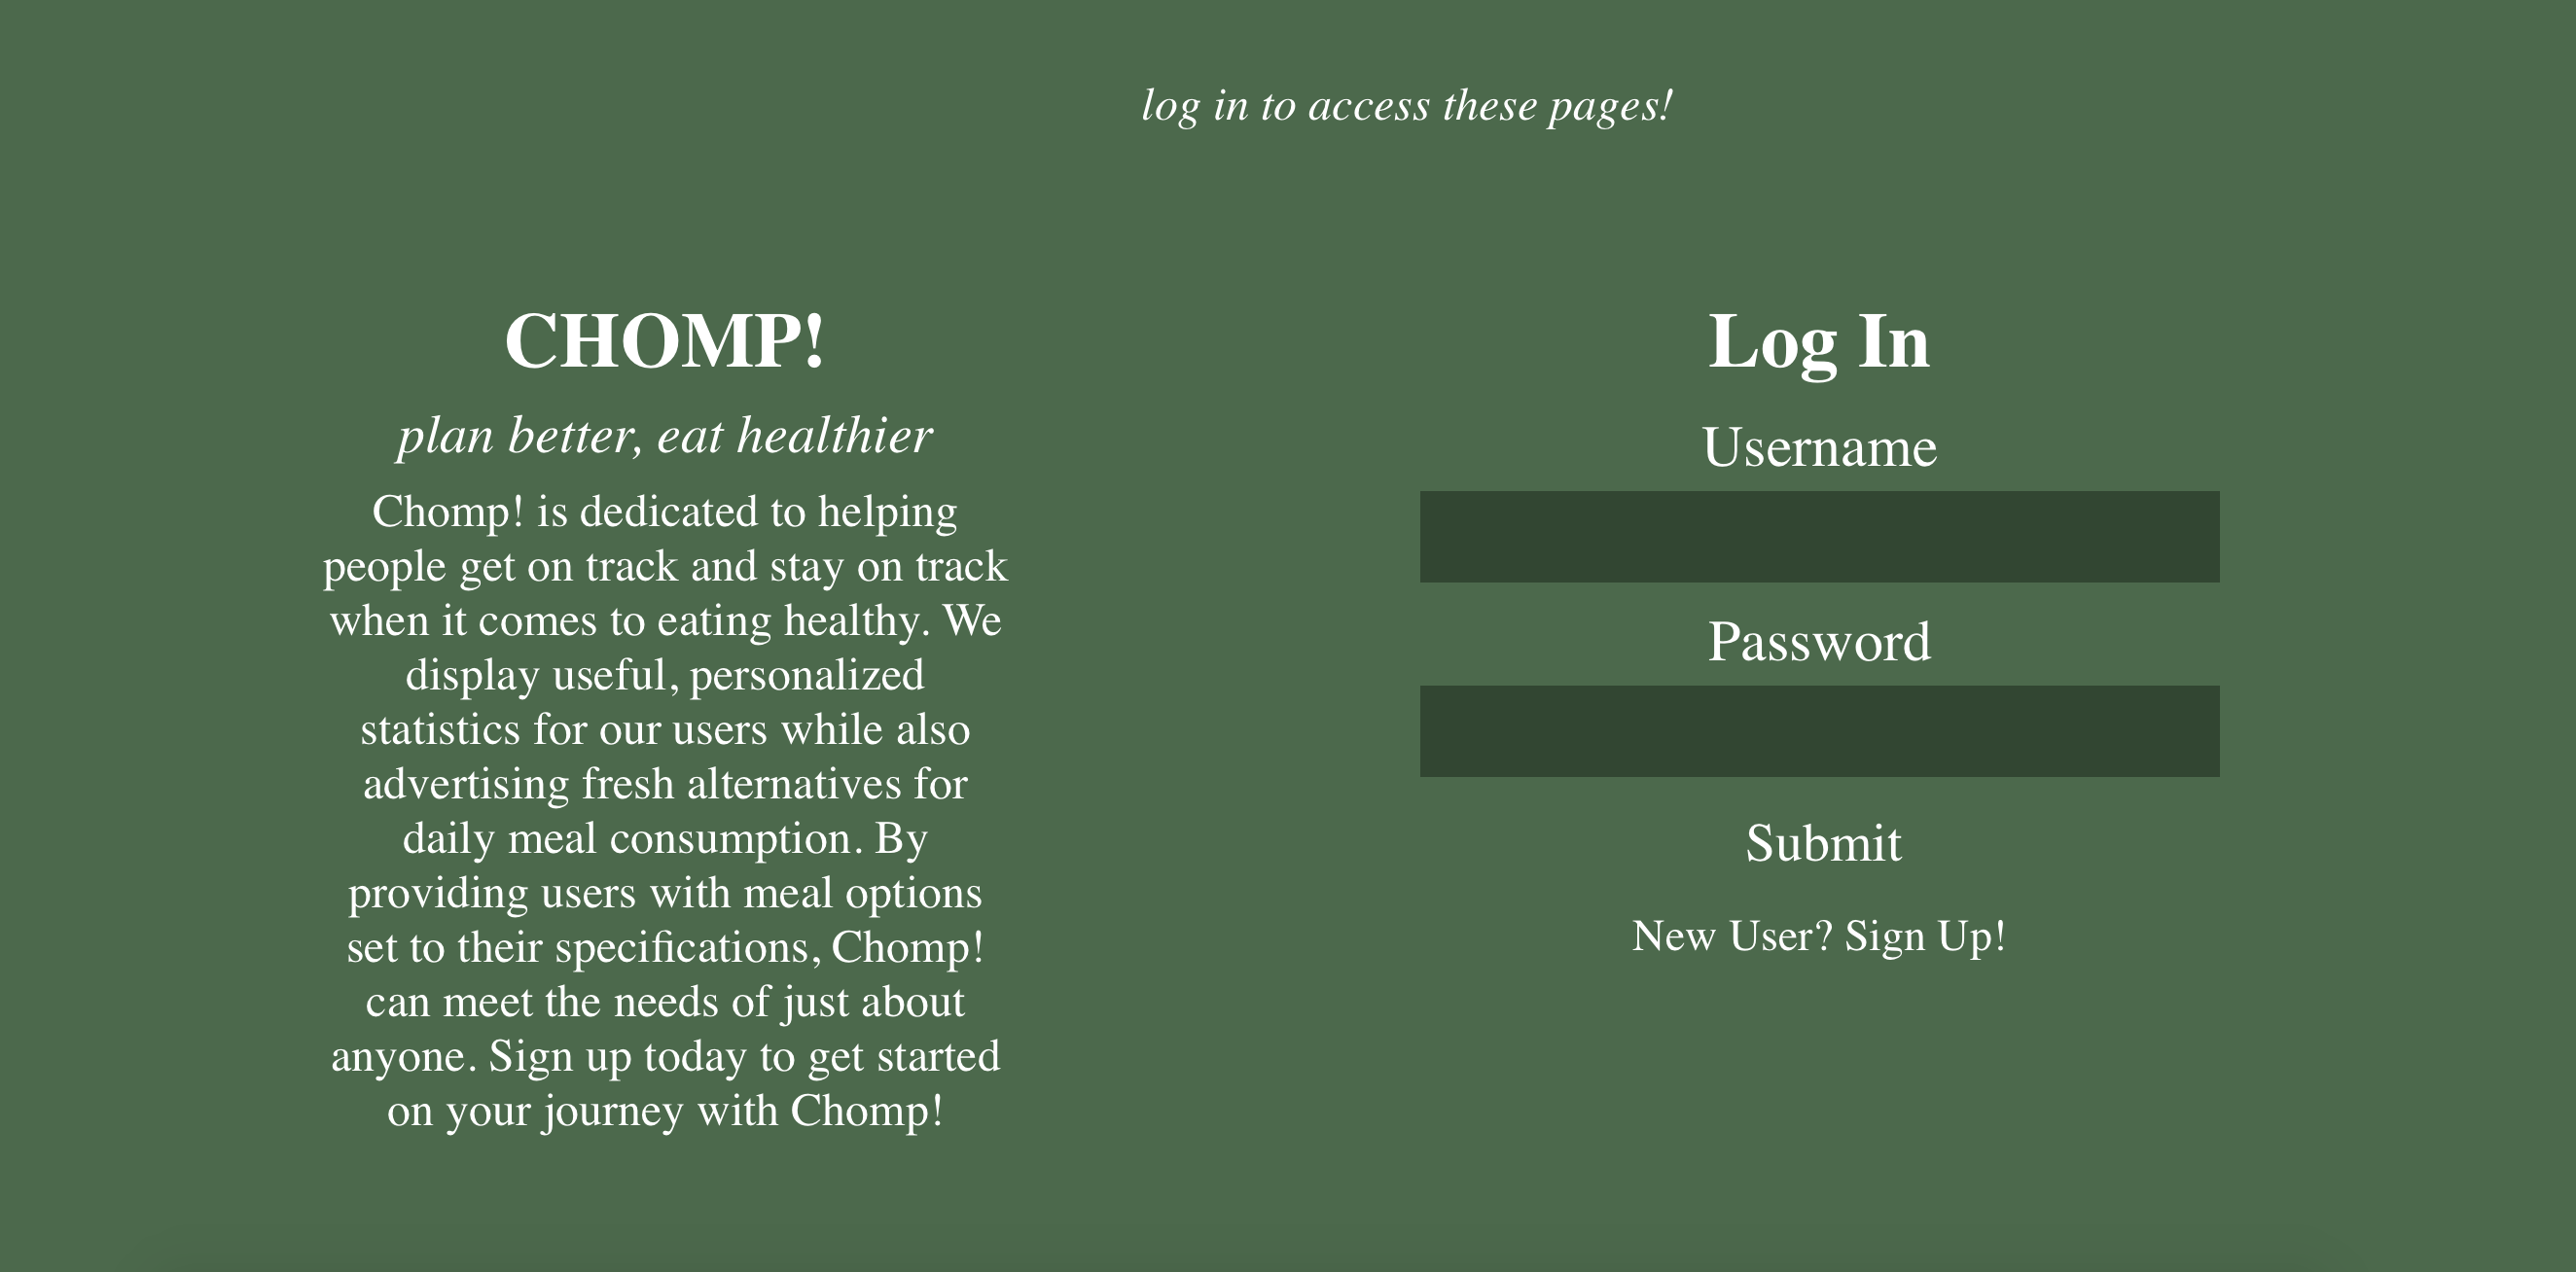 log in to access these pages!
CHOMP!
plan better, eat healthier
Chomp! is dedicated to helping
people get on track and stay on track
when it comes to eating healthy. We
display useful, personalized
statistics for our users while also
advertising fresh alternatives for
daily meal consumption. By
providing users with meal options
set to their specifications, Chomp!
can meet the needs of just about
anyone. Sign up today to get started
on your journey with Chomp!
Log In
Username
Password
Submit
New User? Sign Up!